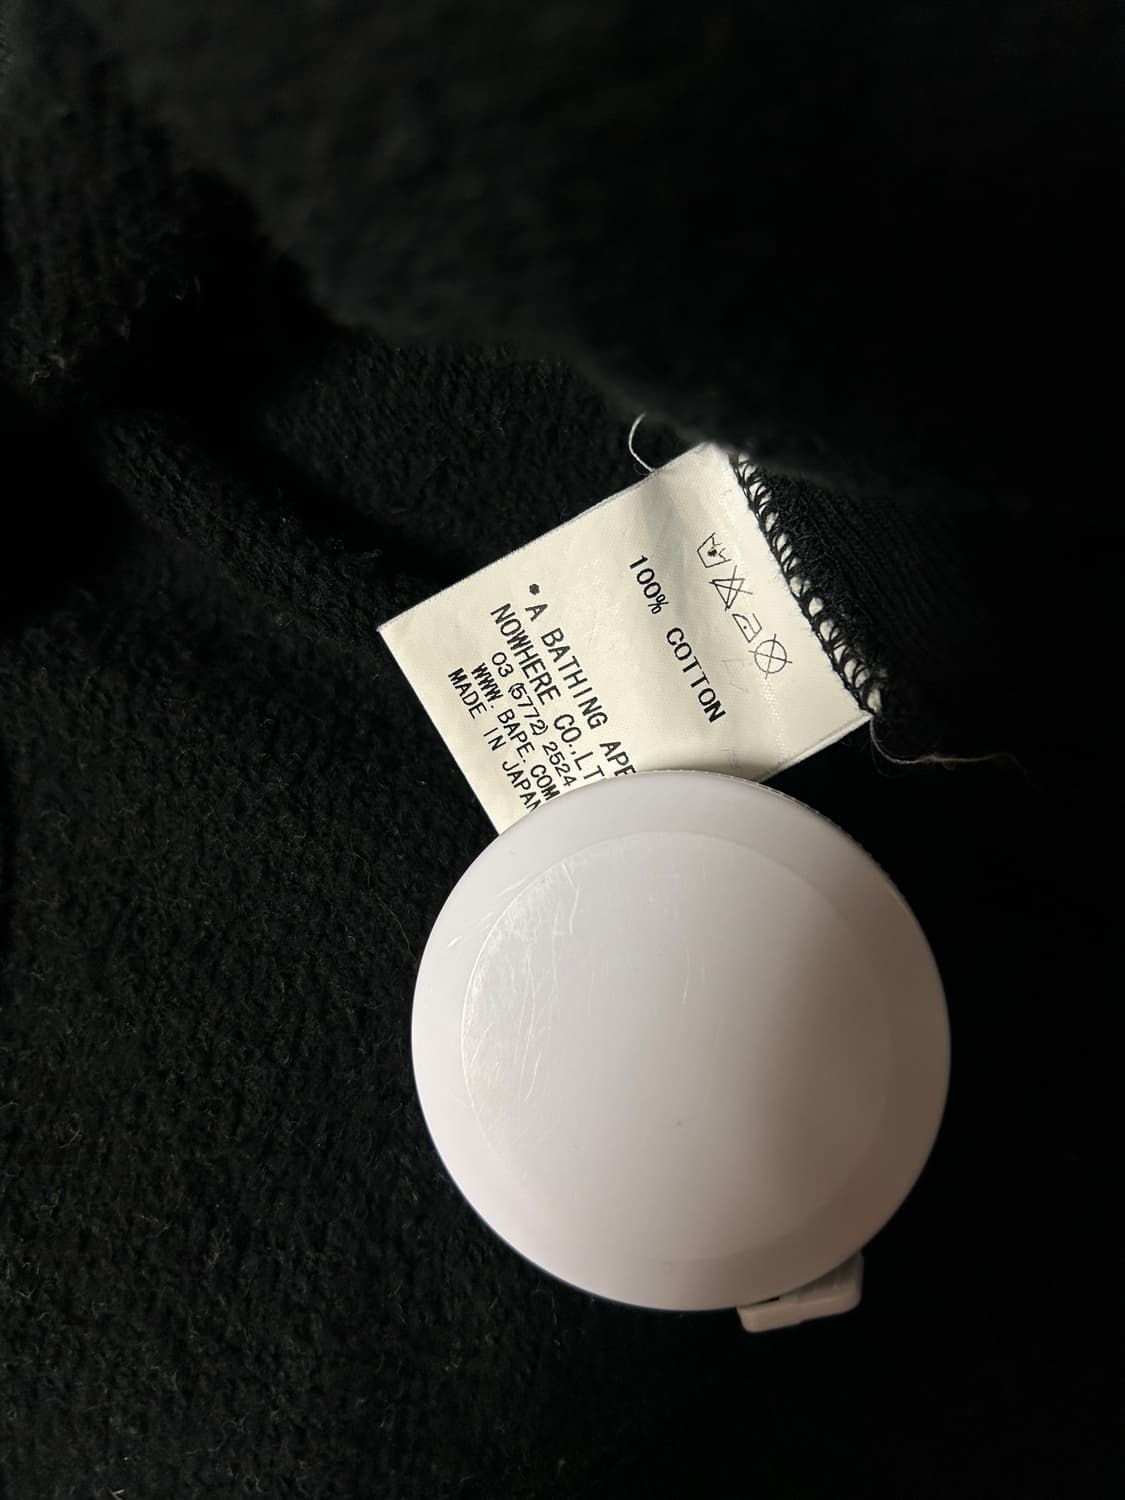 100% COTTON
A BATHING APE
NOWHERE CO.,LT
03 (5772) 2524
WWW. BAPE. COM
MADE IN JAPAN